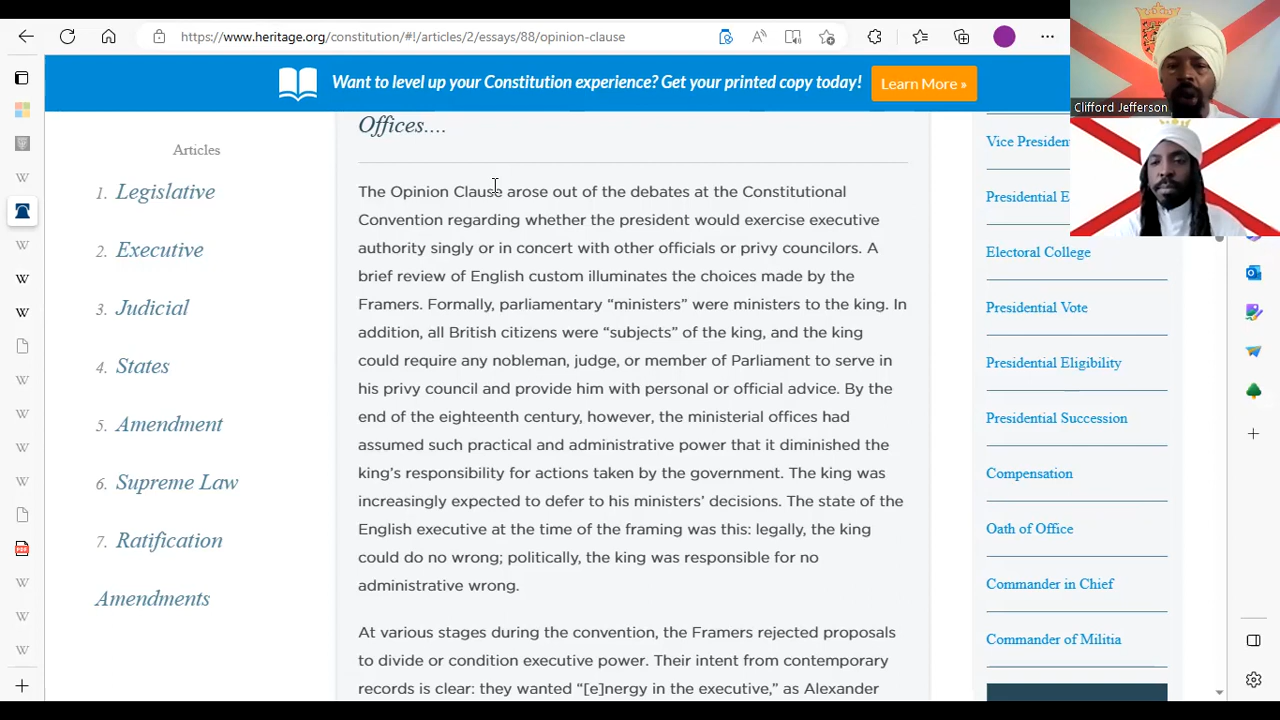 https://www.heritage.org/constitution/#!/articles/2/essays/88/opinion-clause
Want to level up your Constitution experience? Get your printed copy today!
Learn More »
Clifford Jefferson
Articles
1. Legislative
2. Executive
3. Judicial
4. States
5. Amendment
6. Supreme Law
7. Ratification
Amendments
Offices....
The Opinion Clause arose out of the debates at the Constitutional
Convention regarding whether the president would exercise executive
authority singly or in concert with other officials or privy councilors. A
brief review of English custom illuminates the choices made by the
Framers. Formally, parliamentary “ministers” were ministers to the king. In
addition, all British citizens were “subjects” of the king, and the king
could require any nobleman, judge, or member of Parliament to serve in
his privy council and provide him with personal or official advice. By the
end of the eighteenth century, however, the ministerial offices had
assumed such practical and administrative power that it diminished the
king’s responsibility for actions taken by the government. The king was
increasingly expected to defer to his ministers’ decisions. The state of the
English executive at the time of the framing was this: legally, the king
could do no wrong; politically, the king was responsible for no
administrative wrong.
At various stages during the convention, the Framers rejected proposals
to divide or condition executive power. Their intent from contemporary
records is clear: they wanted “[e]nergy in the executive,” as Alexander
Vice President
Presidential E
Electoral College
Presidential Vote
Presidential Eligibility
Presidential Succession
Compensation
Oath of Office
Commander in Chief
Commander of Militia